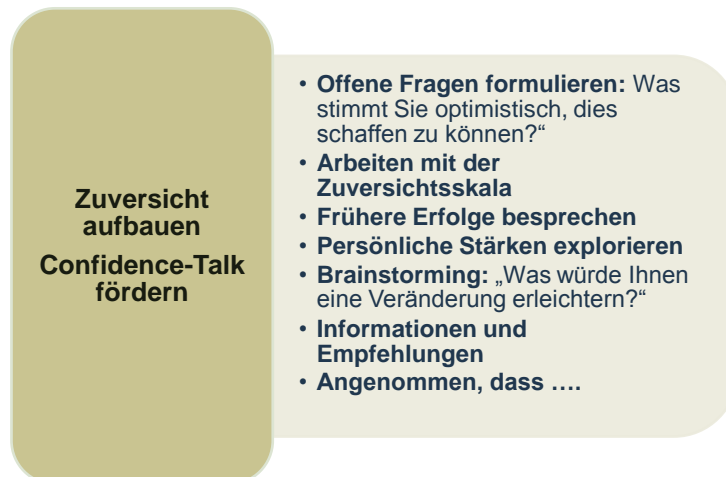 Zuversicht
aufbauen
Confidence-Talk
fördern
• Offene Fragen formulieren: Was
stimmt Sie optimistisch, dies
schaffen zu können?“
• Arbeiten mit der
Zuversichtsskala
• Frühere Erfolge besprechen
• Persönliche Stärken explorieren
• Brainstorming: „Was würde Ihnen
eine Veränderung erleichtern?“
• Informationen und
Empfehlungen
• Angenommen, dass ….